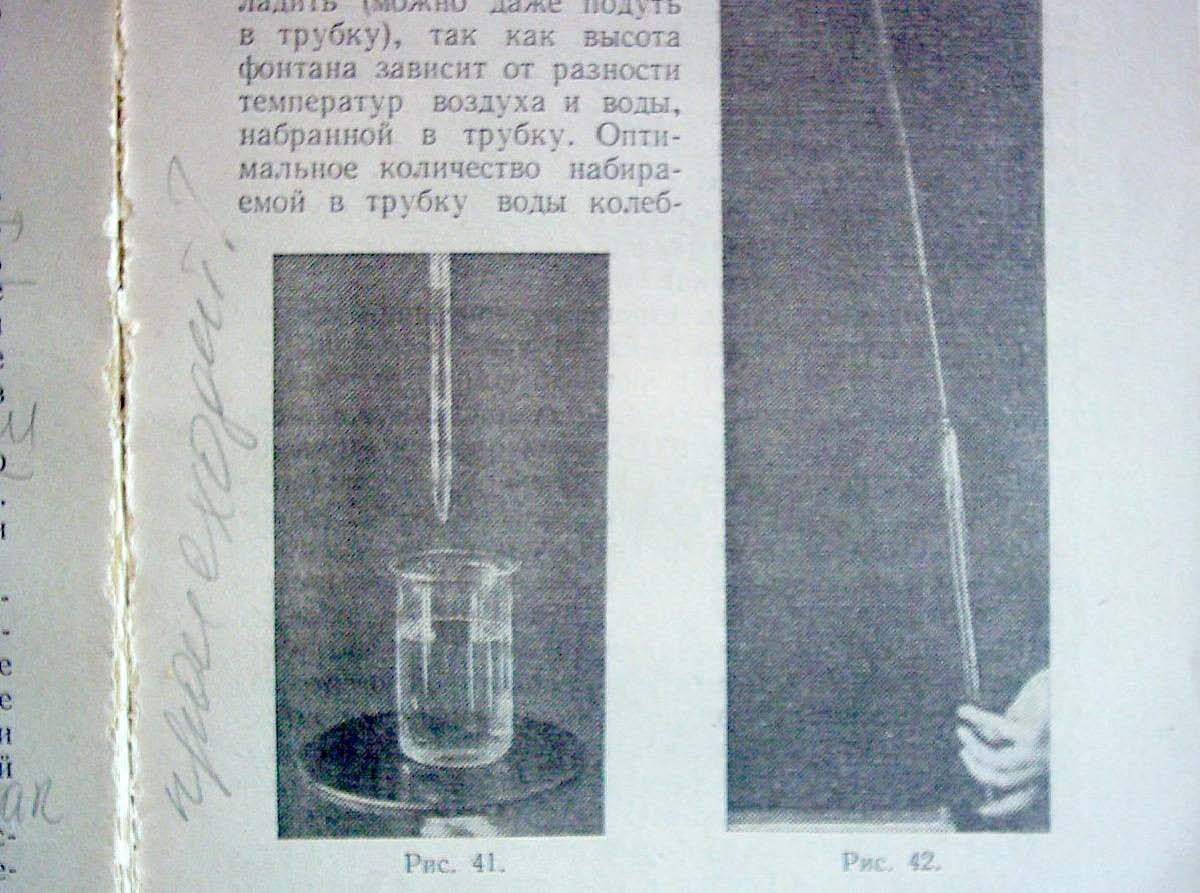 ладить (можно даже подуть
в трубку), так как высота
фонтана зависит от разности
температур воздуха и воды,
набранной в трубку. Опти-
мальное количество набира-
емой в трубку воды колеб-
Рис. 41.
Рис. 42.